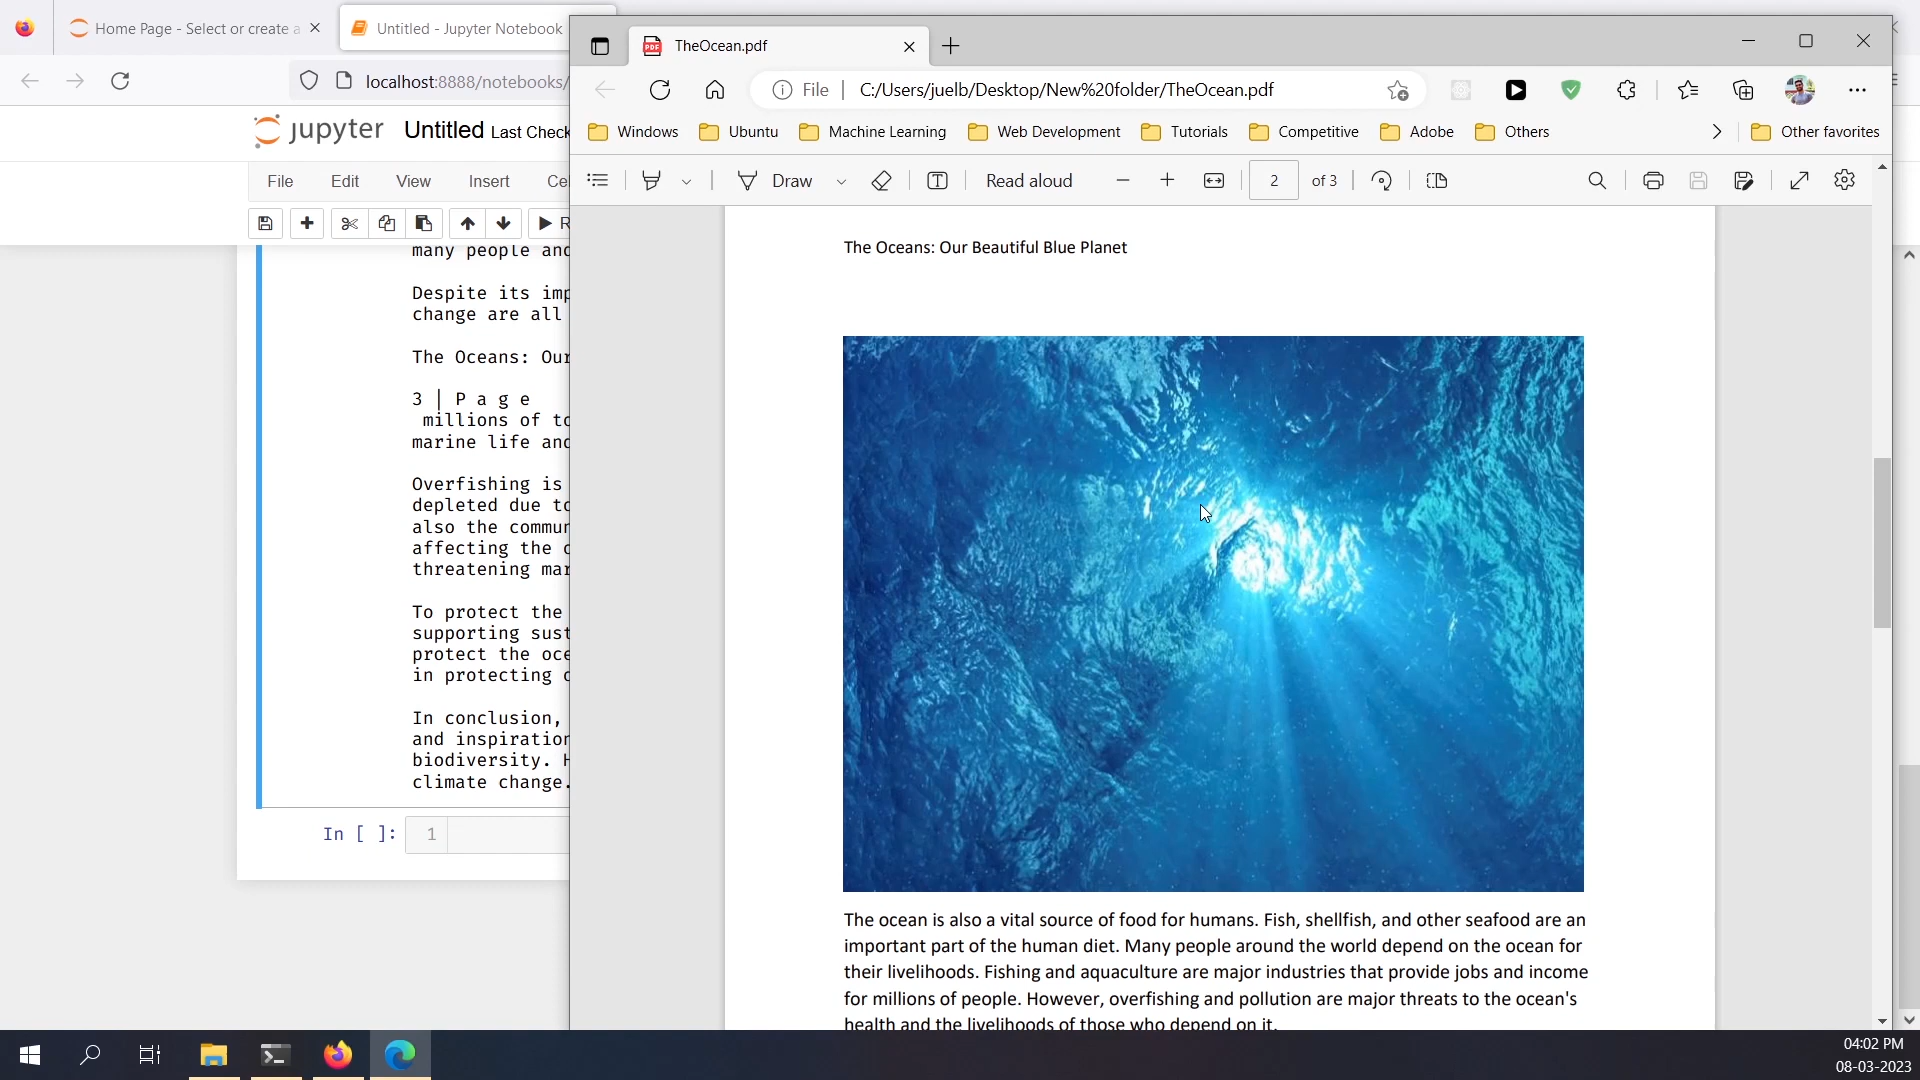 Home Page - Select or create a
Untitled - Jupyter Notebook
localhost:8888/notebooks/
jupyter Untitled Last Check
File Edit View Insert Cel
R
many people and
Despite its imp
change are all
The Oceans: Our
3 | P a g e
millions of to
marine life and
Overfishing is
depleted due to
also the commun
affecting the o
threatening mar
To protect the
supporting sust
protect the oce
in protecting o
In conclusion,
and inspiration
biodiversity. H
climate change.
In [ ]: 1
TheOcean.pdf
File C:/Users/juelb/Desktop/New%20folder/TheOcean.pdf
Windows Ubuntu Machine Learning Web Development Tutorials Competitive Adobe Others Other favorites
Draw Read aloud 2 of 3
The Oceans: Our Beautiful Blue Planet
The ocean is also a vital source of food for humans. Fish, shellfish, and other seafood are an
important part of the human diet. Many people around the world depend on the ocean for
their livelihoods. Fishing and aquaculture are major industries that provide jobs and income
for millions of people. However, overfishing and pollution are major threats to the ocean's
health and the livelihoods of those who depend on it.
04:02 PM
08-03-2023